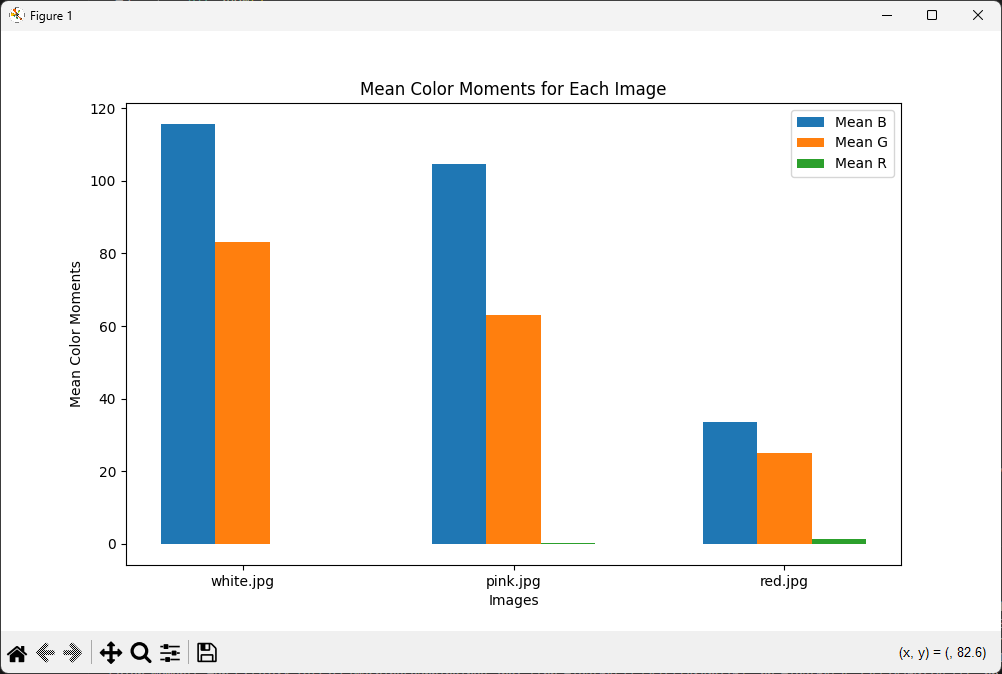 Figure 1
Mean Color Moments for Each Image
Mean B
Mean G
Mean R
120
100
80
60
40
20
0
Mean Color Moments
white.jpg
pink.jpg
red.jpg
Images
(x, y) = (, 82.6)